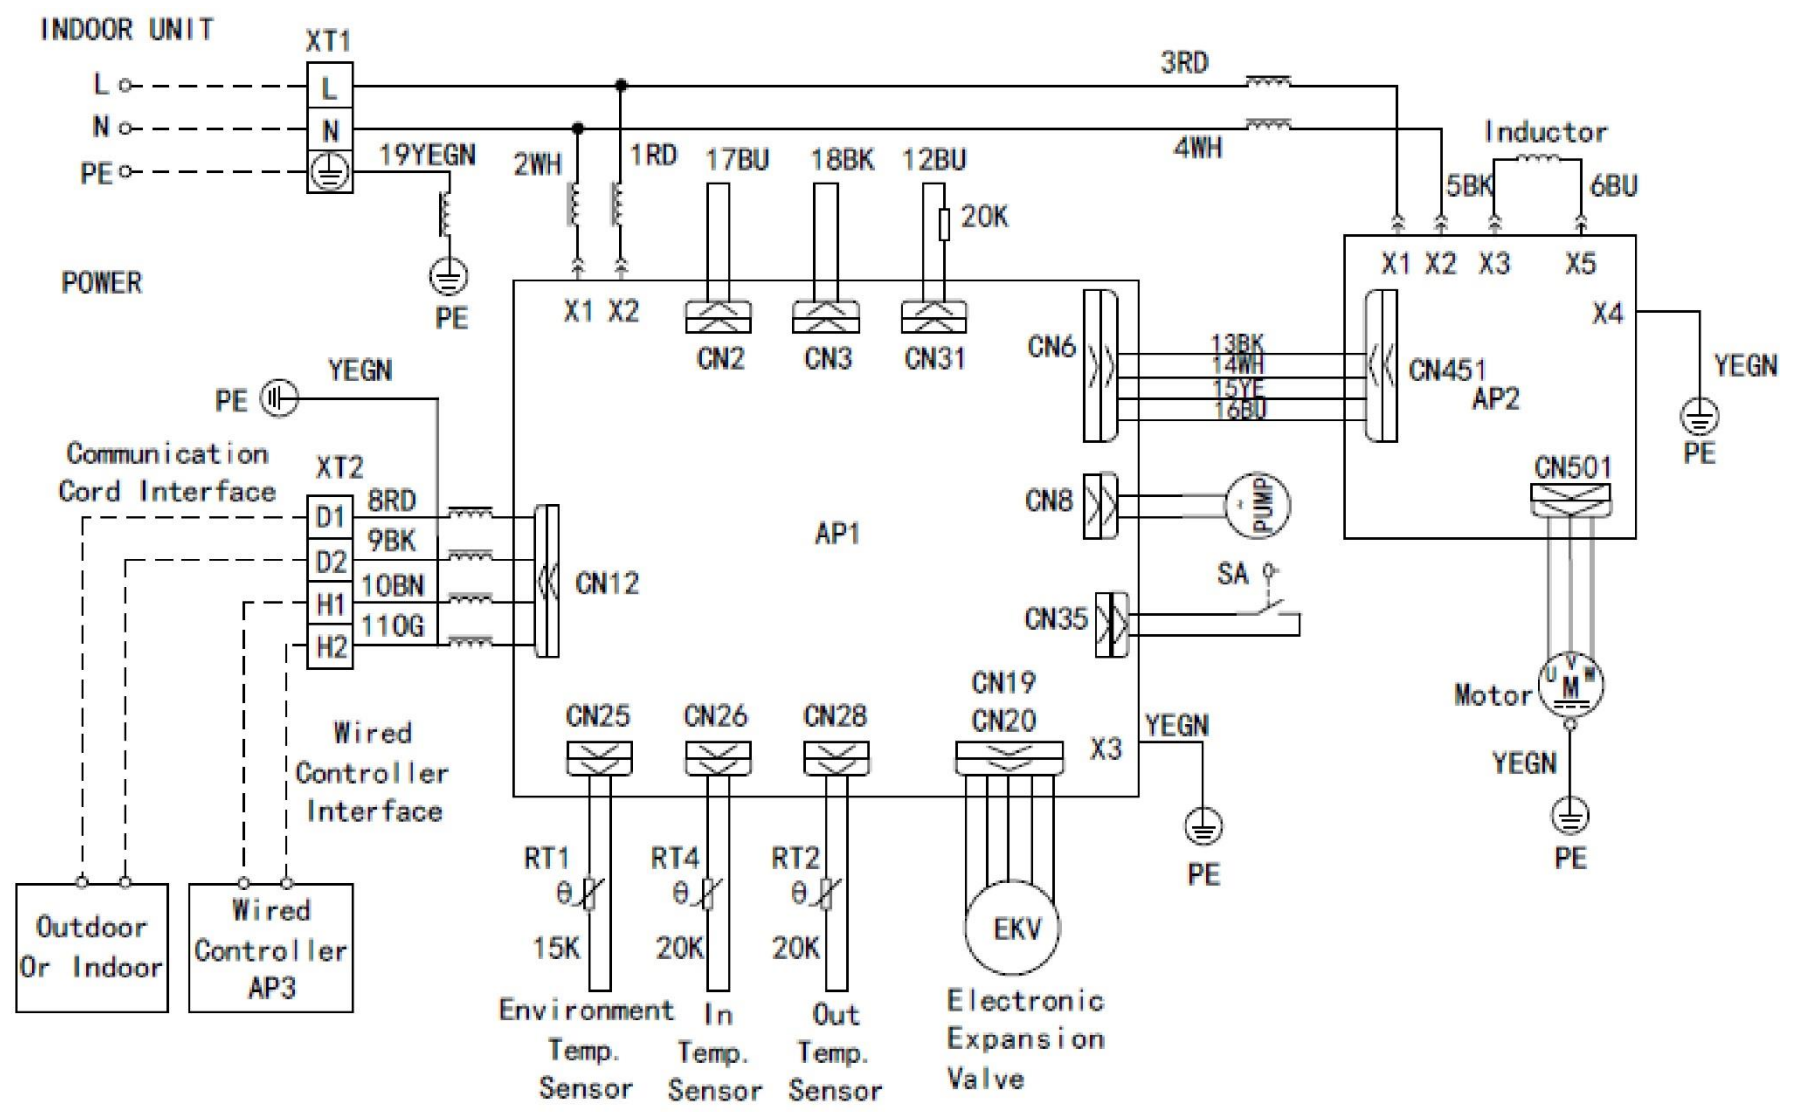 INDOOR UNIT
XT1
L
L
N
N
PE
19YEGN
PE
POWER
3RD
4WH
2WH
1RD
17BU
18BK
12BU
20K
Inductor
5BK
6BU
X1
X2
CN2
CN3
CN31
X1
X2
X3
X5
X4
YEGN
PE
CN6
13BK
14WH
15YE
16BU
CN451
AP2
CN501
YEGN
PE
Communication
Cord Interface
XT2
D1
8RD
D2
9BK
H1
10BN
H2
11OG
CN12
AP1
CN8
PUMP
~
SA
CN35
U
V
W
M
Motor
YEGN
PE
Wired
Controller
Interface
CN25
CN26
CN28
CN19
CN20
X3
YEGN
PE
RT1
θ
15K
Environment
Temp.
Sensor
RT4
θ
20K
In
Temp.
Sensor
RT2
θ
20K
Out
Temp.
Sensor
EKV
Electronic
Expansion
Valve
Outdoor
Or Indoor
Wired
Controller
AP3